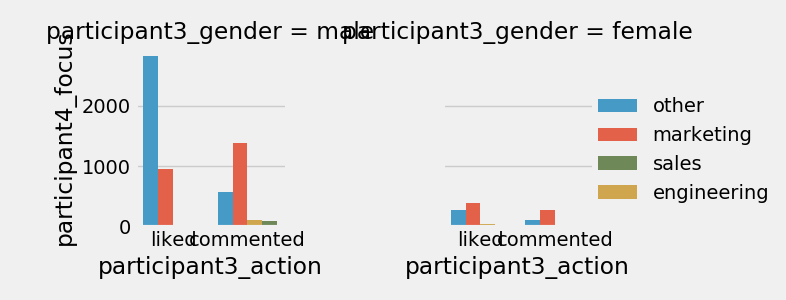 participant3_gender = male
participant3_gender = female
participant4_focus
2000
1000
0
liked
commented
liked
commented
participant3_action
participant3_action
other
marketing
sales
engineering